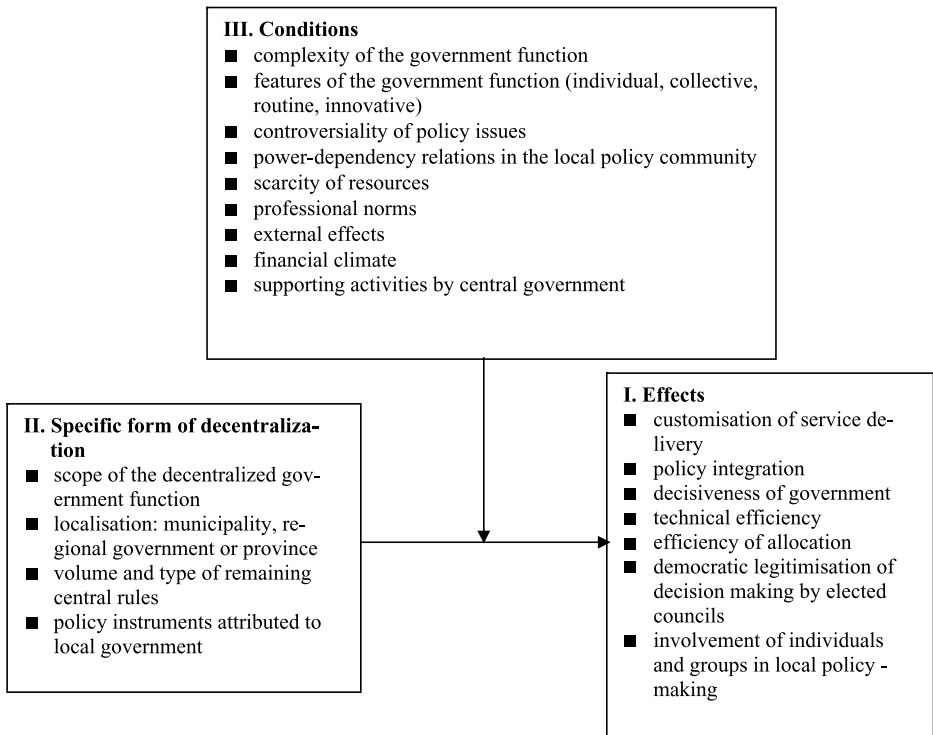 III. Conditions
■ complexity of the government function
■ features of the government function (individual, collective,
routine, innovative)
■ controversiality of policy issues
■ power-dependency relations in the local policy community
■ scarcity of resources
■ professional norms
■ external effects
■ financial climate
■ supporting activities by central government
II. Specific form of decentraliza-
tion
■ scope of the decentralized gov-
ernment function
■ localisation: municipality, re-
gional government or province
■ volume and type of remaining
central rules
■ policy instruments attributed to
local government
I. Effects
■ customisation of service de-
livery
■ policy integration
■ decisiveness of government
■ technical efficiency
■ efficiency of allocation
■ democratic legitimisation of
decision making by elected
councils
■ involvement of individuals
and groups in local policy -
making